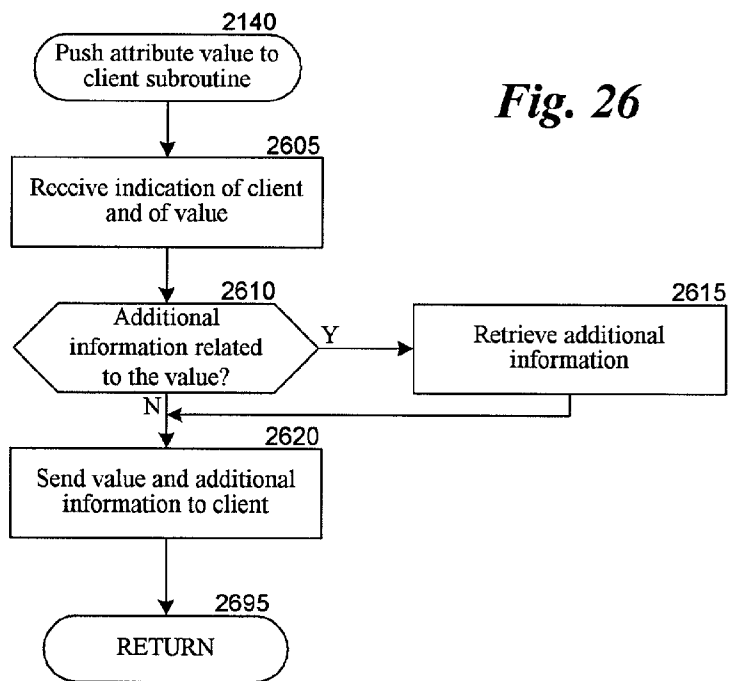 2140
Push attribute value to
client subroutine
Fig. 26
2605
Receive indication of client
and of value
2610
Additional
information related
to the value?
Y
2615
Retrieve additional
information
N
2620
Send value and additional
information to client
2695
RETURN